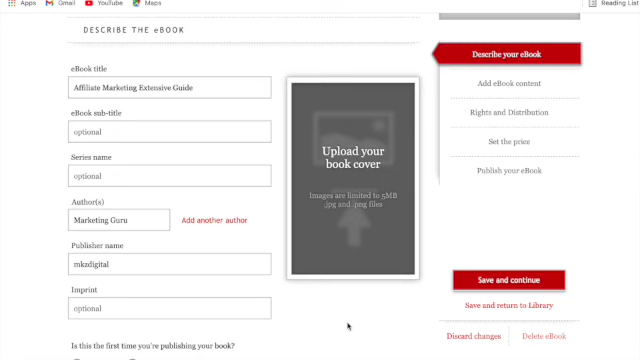 Apps
Gmail
YouTube
Maps
Reading List
DESCRIBE THE eBOOK
eBook title
Affiliate Marketing Extensive Guide
eBook sub-title
optional
Series name
optional
Author(s)
Marketing Guru
Add another author
Publisher name
mkzdigital
Imprint
optional
Is this the first time you're publishing your book?
Upload your
book cover
Images are limited to 5MB
.jpg and .png files
Describe your eBook
Add eBook content
Rights and Distribution
Set the price
Publish your eBook
Save and continue
Save and return to Library
Discard changes
Delete eBook